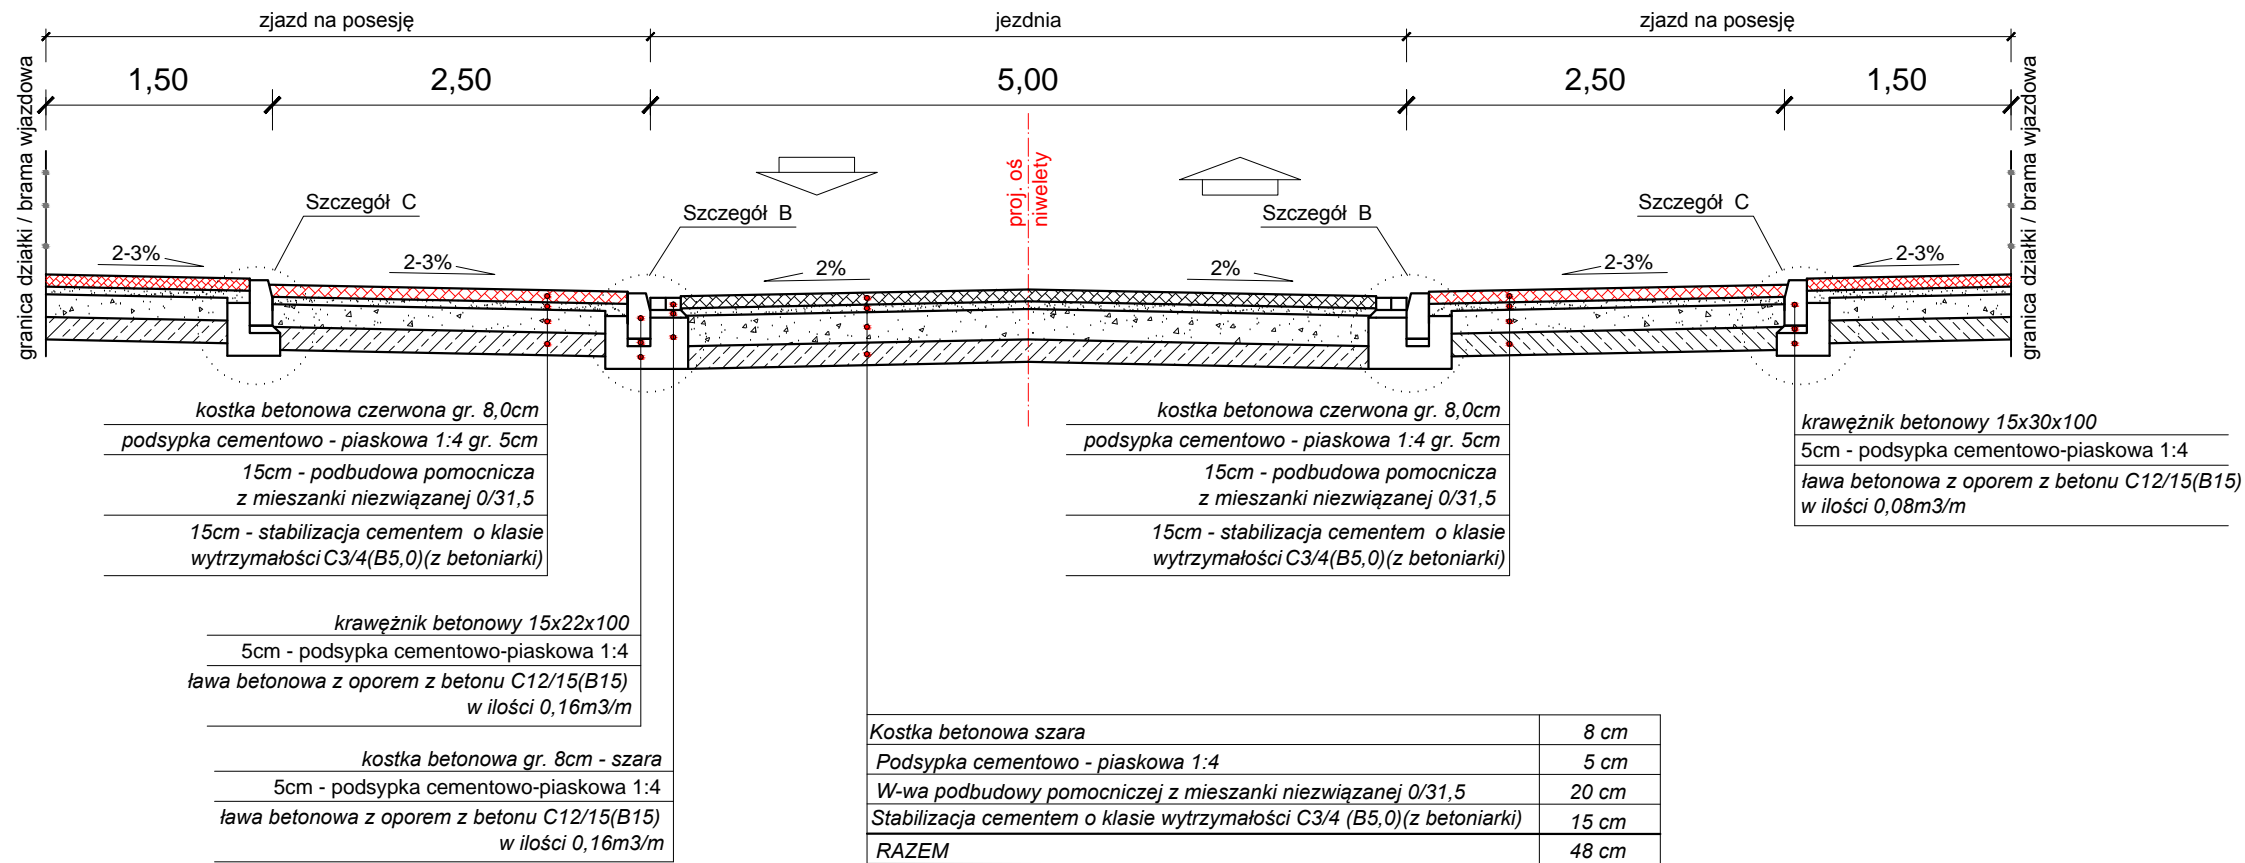 zjazd na posesję
jezdnia
zjazd na posesję
1,50
2,50
5,00
2,50
1,50
granica działki / brama wjazdowa
proj. oś
niwelety
granica działki / brama wjazdowa
Szczegół C
Szczegół B
Szczegół B
Szczegół C
2-3%
2-3%
2%
2%
2-3%
2-3%
kostka betonowa czerwona gr. 8,0cm
podsypka cementowo - piaskowa 1:4 gr. 5cm
15cm - podbudowa pomocnicza
z mieszanki niezwiązanej 0/31,5
15cm - stabilizacja cementem o klasie
wytrzymałości C3/4(B5,0)(z betoniarki)
kostka betonowa czerwona gr. 8,0cm
podsypka cementowo - piaskowa 1:4 gr. 5cm
15cm - podbudowa pomocnicza
z mieszanki niezwiązanej 0/31,5
15cm - stabilizacja cementem o klasie
wytrzymałości C3/4(B5,0)(z betoniarki)
krawężnik betonowy 15x30x100
5cm - podsypka cementowo-piaskowa 1:4
ława betonowa z oporem z betonu C12/15(B15)
w ilości 0,08m3/m
krawężnik betonowy 15x22x100
5cm - podsypka cementowo-piaskowa 1:4
ława betonowa z oporem z betonu C12/15(B15)
w ilości 0,16m3/m
kostka betonowa gr. 8cm - szara
5cm - podsypka cementowo-piaskowa 1:4
ława betonowa z oporem z betonu C12/15(B15)
w ilości 0,16m3/m
Kostka betonowa szara 8 cm
Podsypka cementowo - piaskowa 1:4 5 cm
W-wa podbudowy pomocniczej z mieszanki niezwiązanej 0/31,5 20 cm
Stabilizacja cementem o klasie wytrzymałości C3/4 (B5,0)(z betoniarki) 15 cm
RAZEM 48 cm